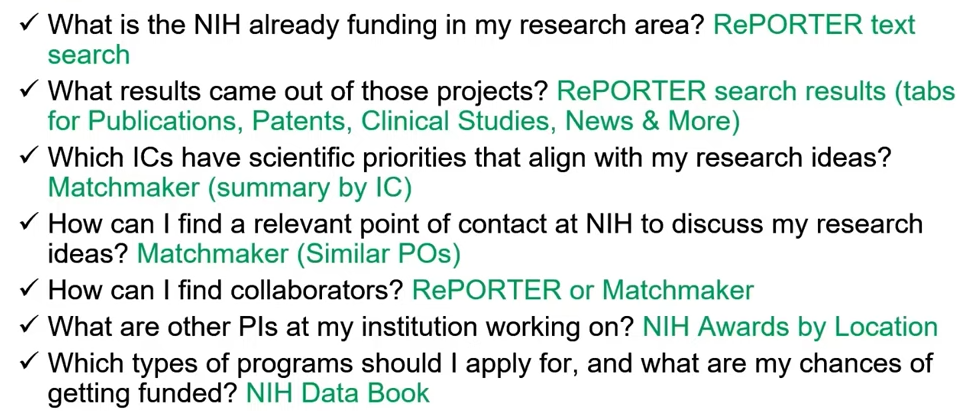 ✓ What is the NIH already funding in my research area? RePORTER text
search
✓ What results came out of those projects? RePORTER search results (tabs
for Publications, Patents, Clinical Studies, News & More)
✓ Which ICs have scientific priorities that align with my research ideas?
Matchmaker (summary by IC)
✓ How can I find a relevant point of contact at NIH to discuss my research
ideas? Matchmaker (Similar POs)
✓ How can I find collaborators? RePORTER or Matchmaker
✓ What are other PIs at my institution working on? NIH Awards by Location
✓ Which types of programs should I apply for, and what are my chances of
getting funded? NIH Data Book